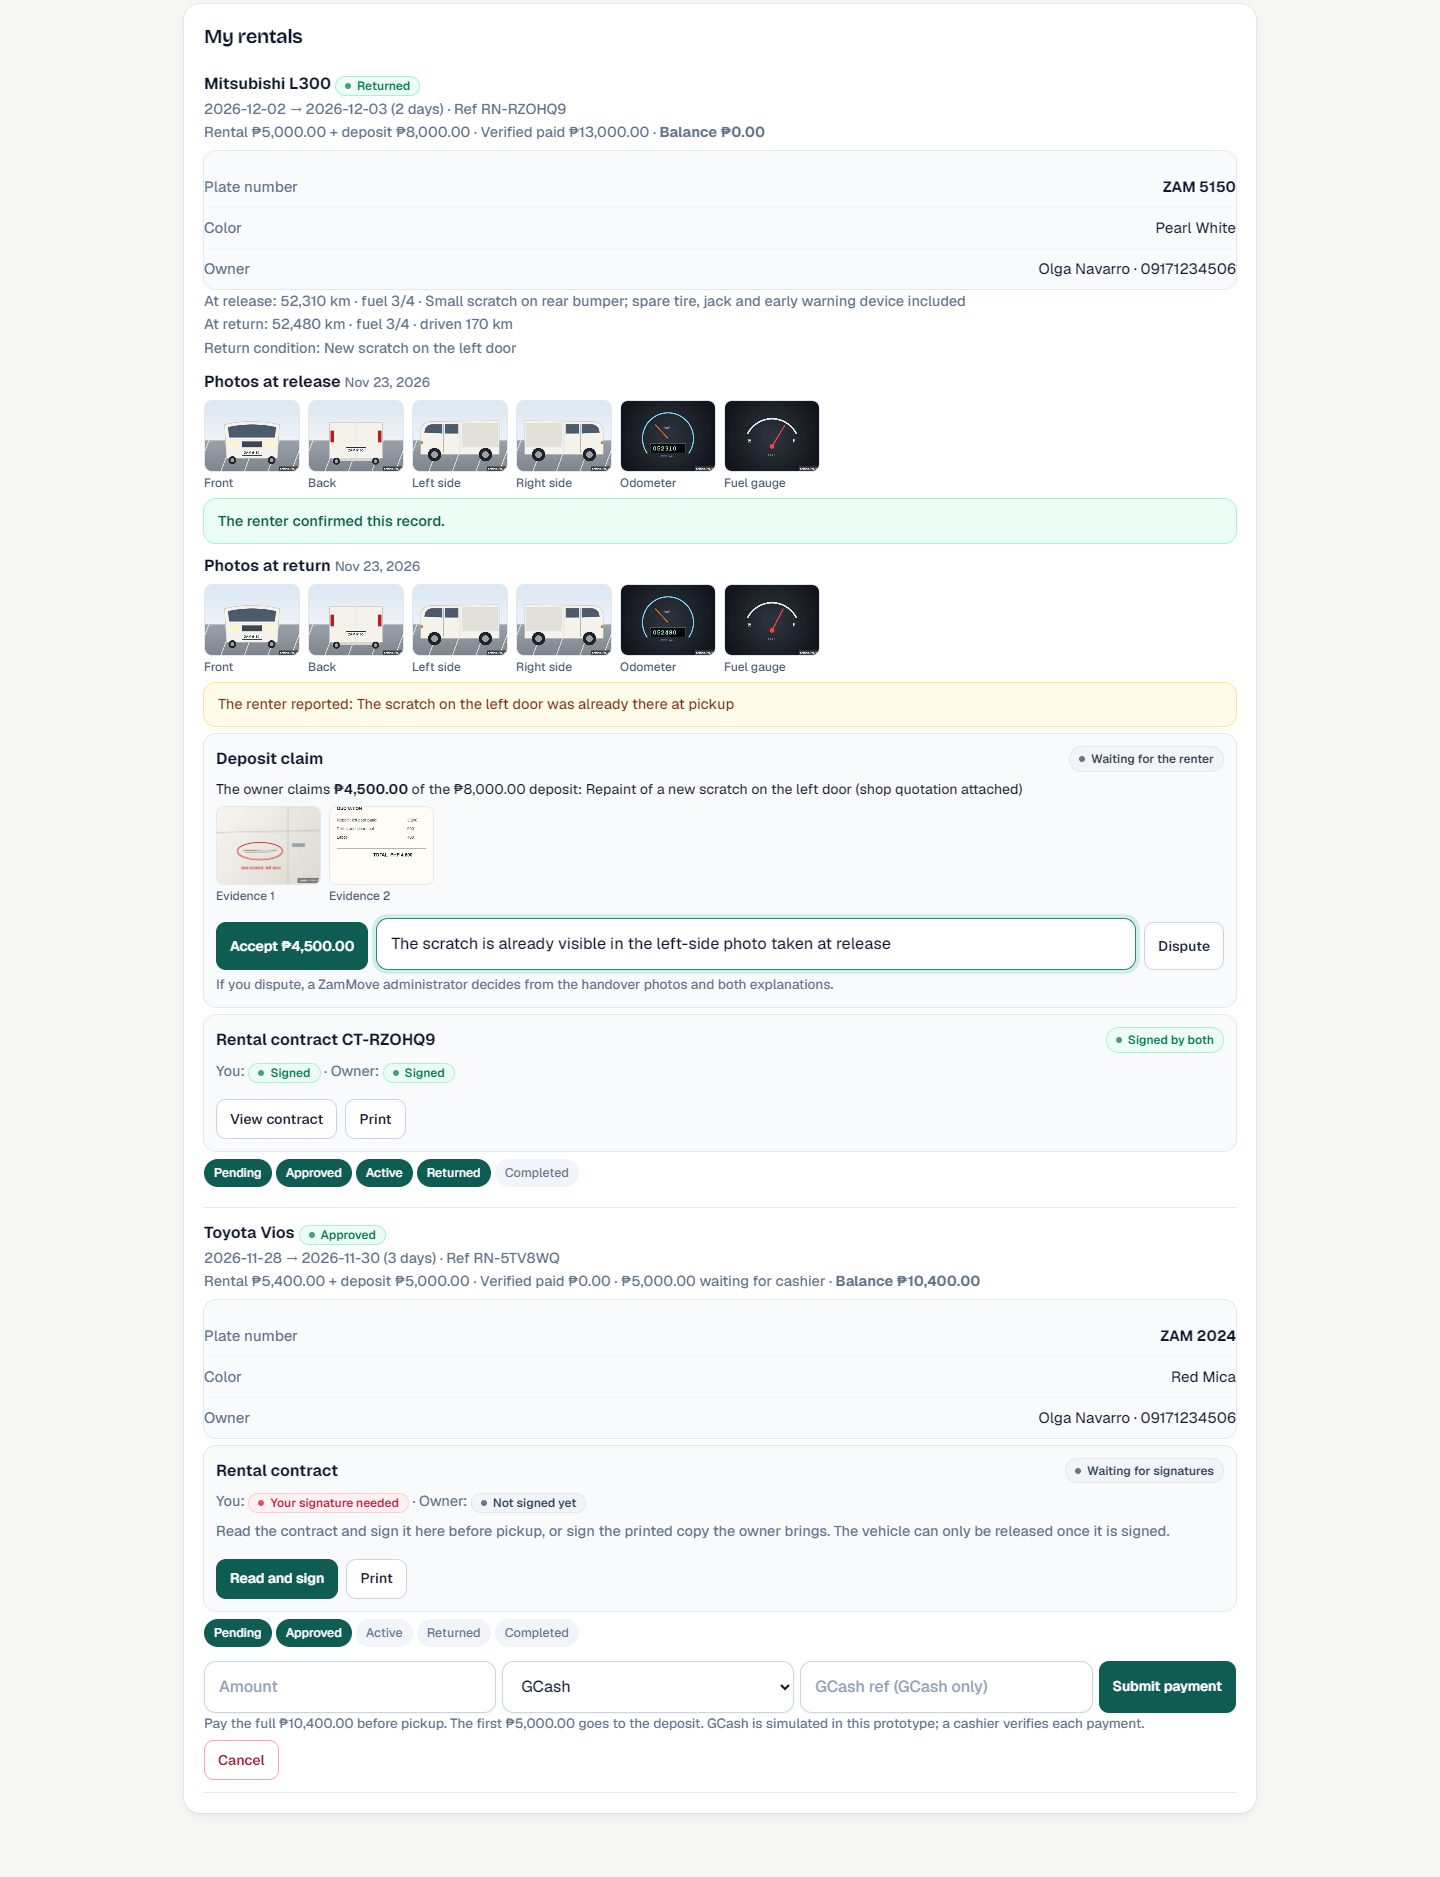 My rentals
Mitsubishi L300 Returned
2026-12-02 → 2026-12-03 (2 days) · Ref RN-RZOHQ9
Rental ₱5,000.00 + deposit ₱8,000.00 · Verified paid ₱13,000.00 · Balance ₱0.00
Plate number ZAM 5150
Color Pearl White
Owner Olga Navarro · 09171234506
At release: 52,310 km · fuel 3/4 · Small scratch on rear bumper; spare tire, jack and early warning device included
At return: 52,480 km · fuel 3/4 · driven 170 km
Return condition: New scratch on the left door
Photos at release Nov 23, 2026
052310
E F
Front Back Left side Right side Odometer Fuel gauge
The renter confirmed this record.
Photos at return Nov 23, 2026
052480
E F
Front Back Left side Right side Odometer Fuel gauge
The renter reported: The scratch on the left door was already there at pickup
Deposit claim Waiting for the renter
The owner claims ₱4,500.00 of the ₱8,000.00 deposit: Repaint of a new scratch on the left door (shop quotation attached)
QUOTATION
TOTAL PHP 4,500
Evidence 1 Evidence 2
Accept ₱4,500.00 The scratch is already visible in the left-side photo taken at release Dispute
If you dispute, a ZamMove administrator decides from the handover photos and both explanations.
Rental contract CT-RZOHQ9 Signed by both
You: Signed · Owner: Signed
View contract Print
Pending Approved Active Returned Completed
Toyota Vios Approved
2026-11-28 → 2026-11-30 (3 days) · Ref RN-5TV8WQ
Rental ₱5,400.00 + deposit ₱5,000.00 · Verified paid ₱0.00 · ₱5,000.00 waiting for cashier · Balance ₱10,400.00
Plate number ZAM 2024
Color Red Mica
Owner Olga Navarro · 09171234506
Rental contract Waiting for signatures
You: Your signature needed · Owner: Not signed yet
Read the contract and sign it here before pickup, or sign the printed copy the owner brings. The vehicle can only be released once it is signed.
Read and sign Print
Pending Approved Active Returned Completed
Amount GCash GCash ref (GCash only) Submit payment
Pay the full ₱10,400.00 before pickup. The first ₱5,000.00 goes to the deposit. GCash is simulated in this prototype; a cashier verifies each payment.
Cancel